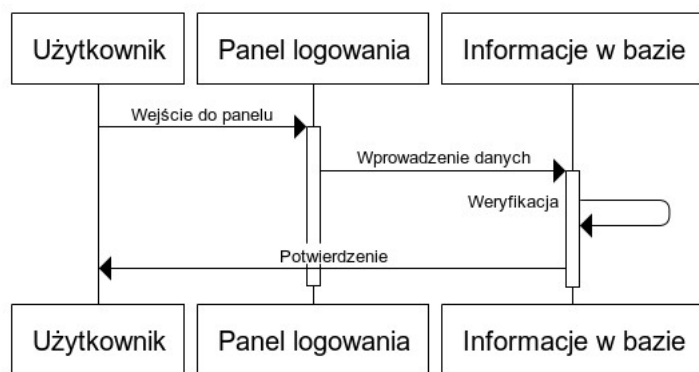 Użytkownik
Panel logowania
Informacje w bazie
Wejście do panelu
Wprowadzenie danych
Weryfikacja
Potwierdzenie
Użytkownik
Panel logowania
Informacje w bazie